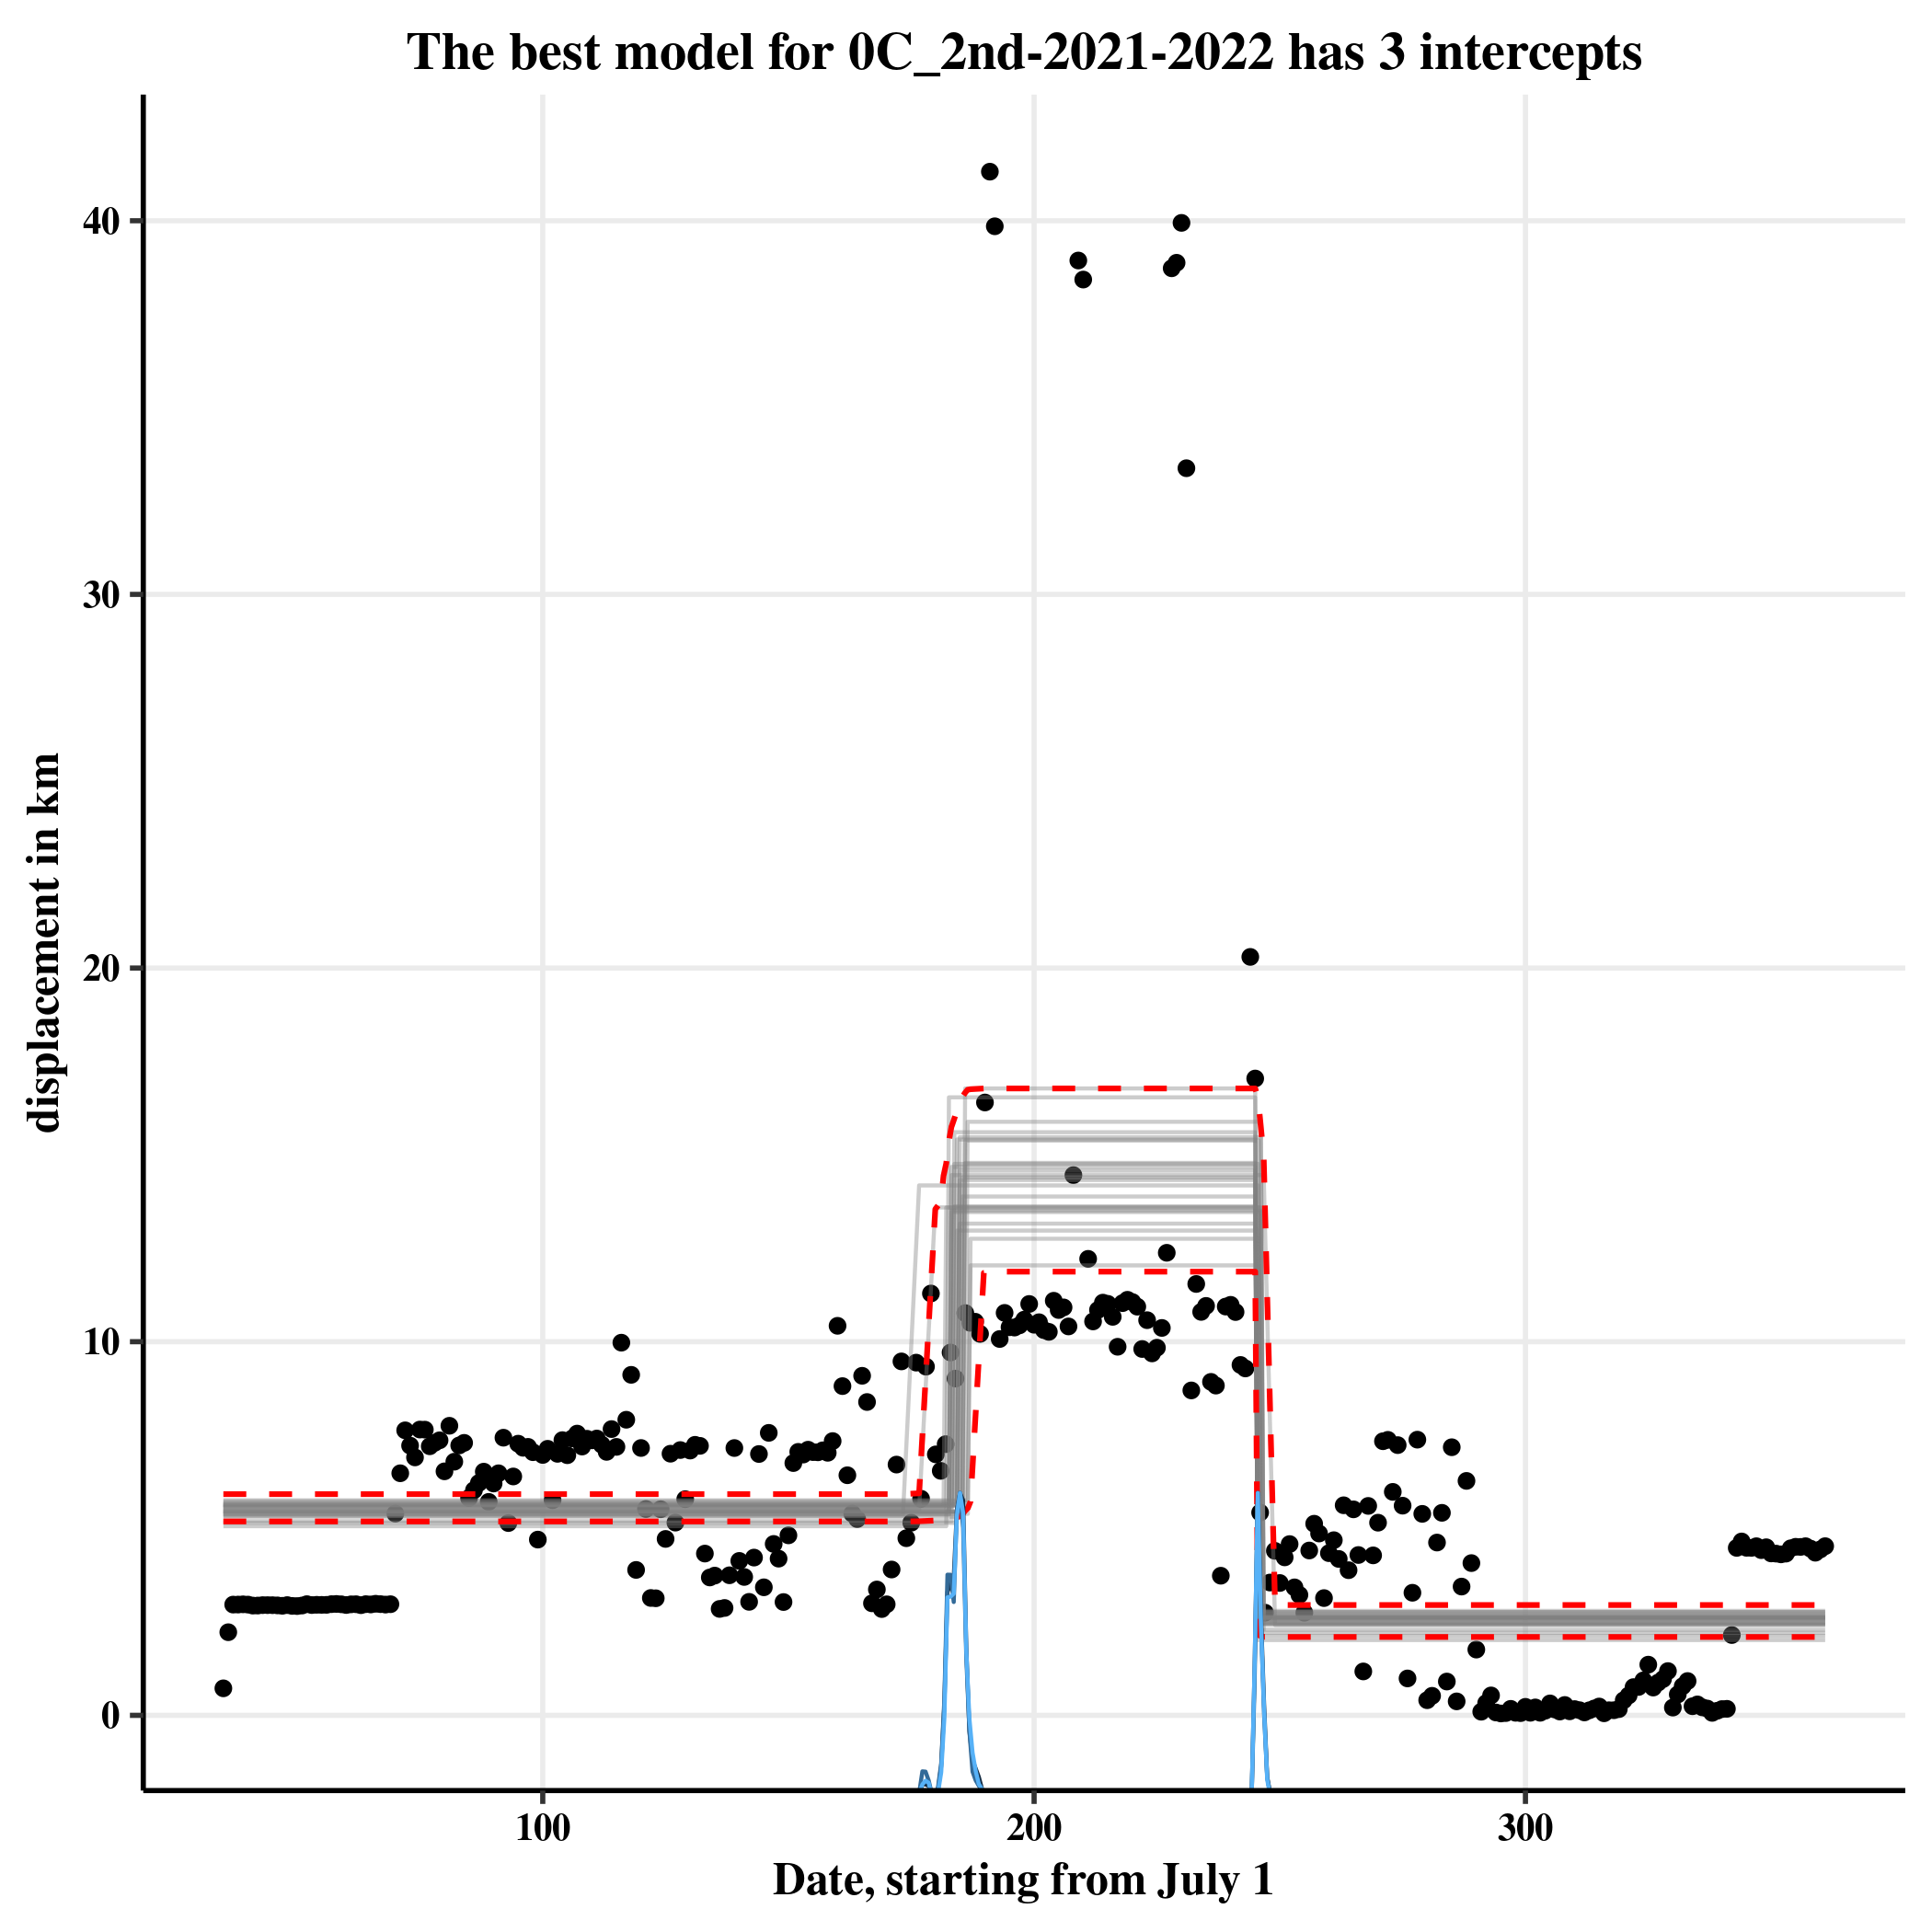 The best model for 0C_2nd-2021-2022 has 3 intercepts
displacement in km
40
30
20
10
0
100 200 300
Date, starting from July 1